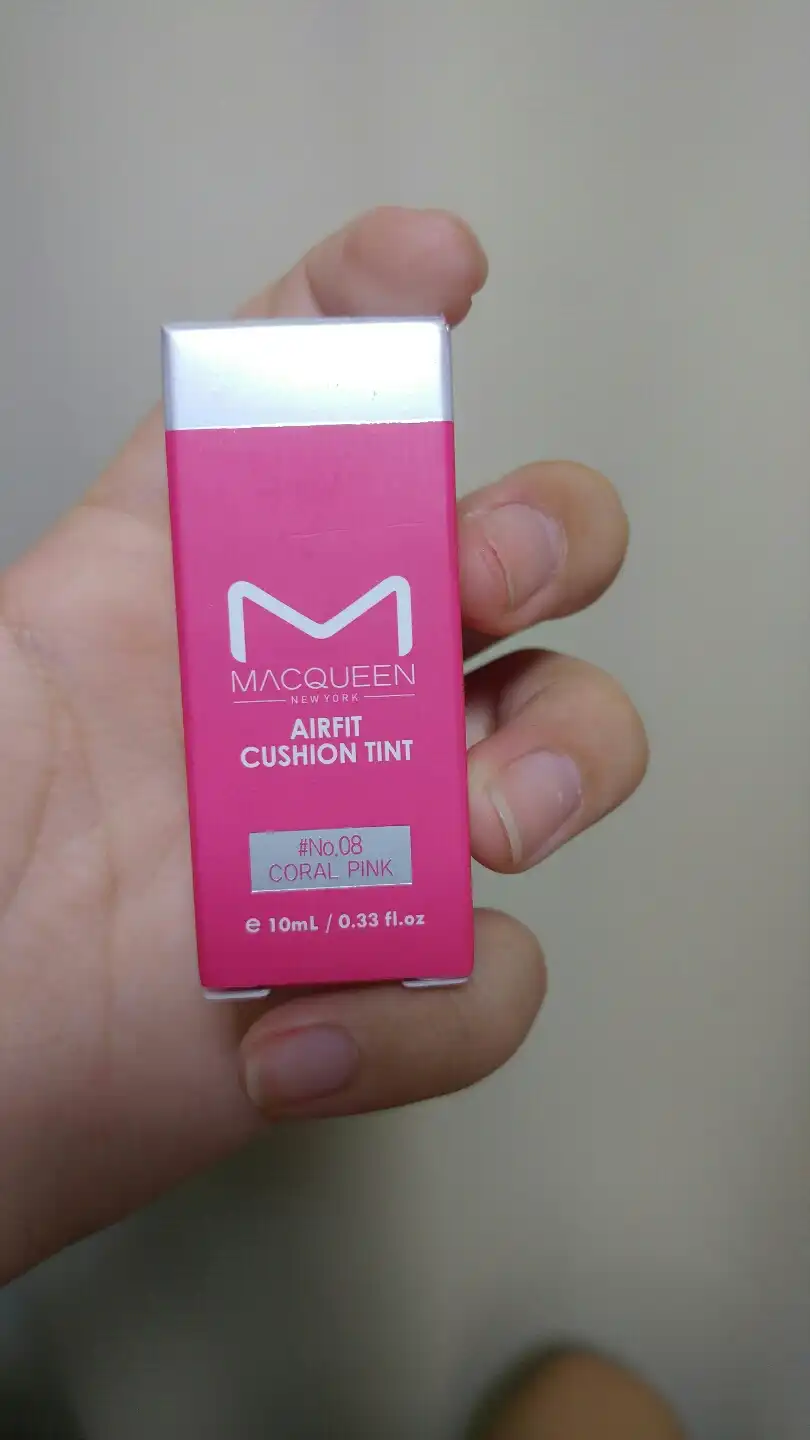 MACQUEEN
NEW YORK
AIRFIT
CUSHION TINT
#No.08
CORAL PINK
e 10mL / 0.33 fl.oz